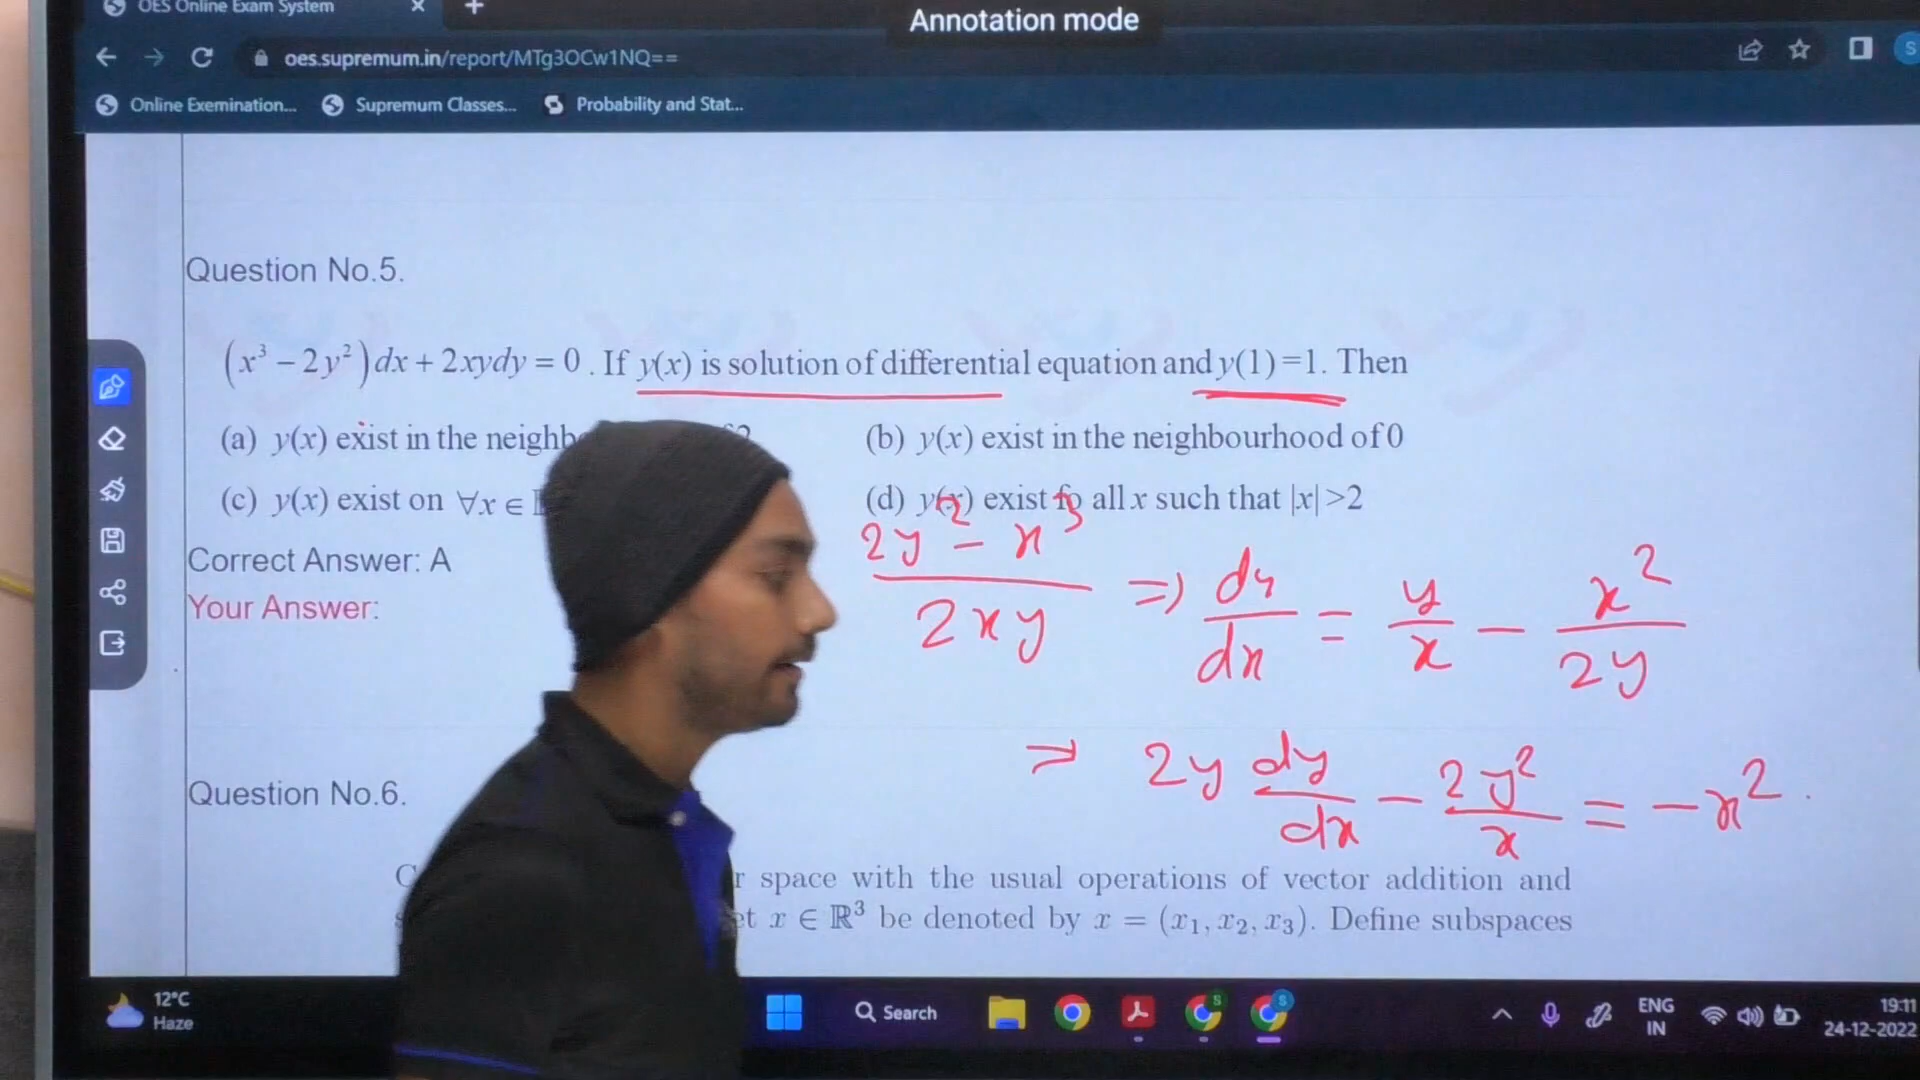 OES Online Exam System
Annotation mode
oes.supremum.in/report/MTg3OCw1NQ==
Online Exemination... Supremum Classes... Probability and Stat...
Question No.5.
(x³ − 2y²)dx + 2xydy = 0 . If y(x) is solution of differential equation and y(1)=1. Then
(a) y(x) exist in the neighb
(b) y(x) exist in the neighbourhood of 0
(c) y(x) exist on ∀x ∈
(d) y(x) exist fo all x such that |x| >2
Correct Answer: A
Your Answer:
2y² − x³ / 2xy ⇒ dy/dx = y/x − x²/2y
⇒ 2y dy/dx − 2y²/x = −x²
Question No.6.
r space with the usual operations of vector addition and
et x ∈ ℝ³ be denoted by x = (x₁, x₂, x₃). Define subspaces
12°C
Haze
Search
ENG
IN
19:11
24-12-2022